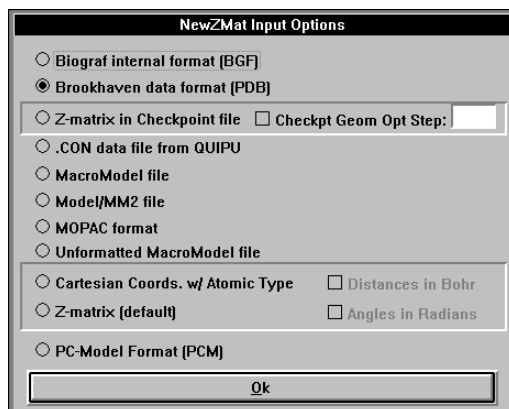 NewZMat Input Options
Biograf internal format (BGF)
Brookhaven data format (PDB)
Z-matrix in Checkpoint file Checkpt Geom Opt Step:
.CON data file from QUIPU
MacroModel file
Model/MM2 file
MOPAC format
Unformatted MacroModel file
Cartesian Coords. w/ Atomic Type Distances in Bohr
Z-matrix (default) Angles in Radians
PC-Model Format (PCM)
Ok